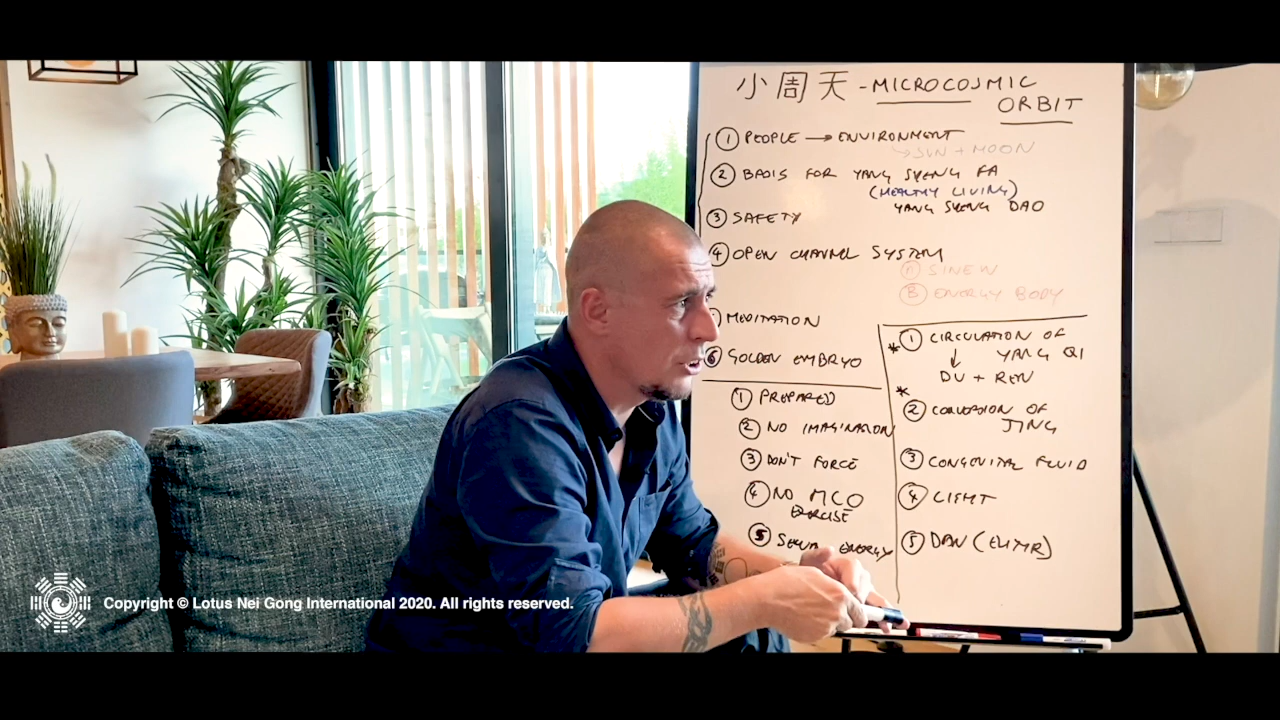 小周天 - MICROCOSMIC
ORBIT
① PEOPLE → ENVIRONMENT
↳ SUN + MOON
② BASIS FOR YANG SHENG FA
(HEALTHY LIVING)
YANG SHENG DAO
③ SAFETY
④ OPEN CHANNEL SYSTEM
Ⓐ SINEW
Ⓑ ENERGY BODY
MEDITATION
⑥ GOLDEN EMBRYO
① PREPARED
② NO IMAGINATION
③ DON'T FORCE
④ NO MCO
EXERCISE
⑤ SEXUAL ENERGY
* ① CIRCULATION OF
↓ YANG QI
DU + REN
* ② CONVERSION OF
JING
③ CONGENITAL FLUID
④ LIGHT
⑤ DAN (ELIXIR)
Copyright © Lotus Nei Gong International 2020. All rights reserved.